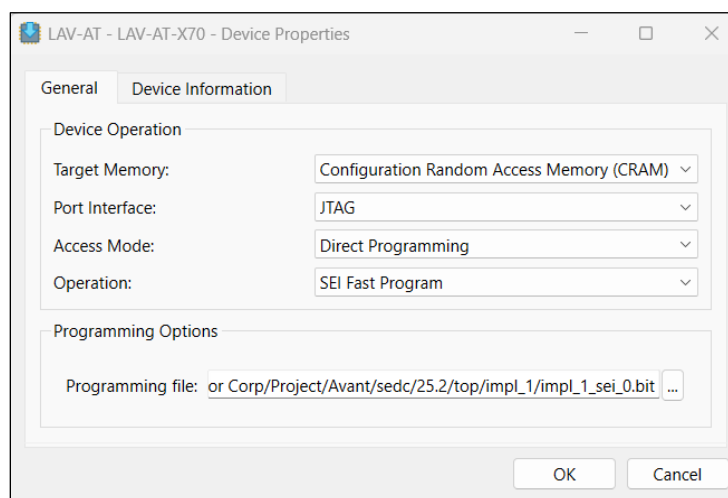 LAV-AT - LAV-AT-X70 - Device Properties
General Device Information
Device Operation
Target Memory: Configuration Random Access Memory (CRAM)
Port Interface: JTAG
Access Mode: Direct Programming
Operation: SEI Fast Program
Programming Options
Programming file: or Corp/Project/Avant/sedc/25.2/top/impl_1/impl_1_sei_0.bit ...
OK Cancel